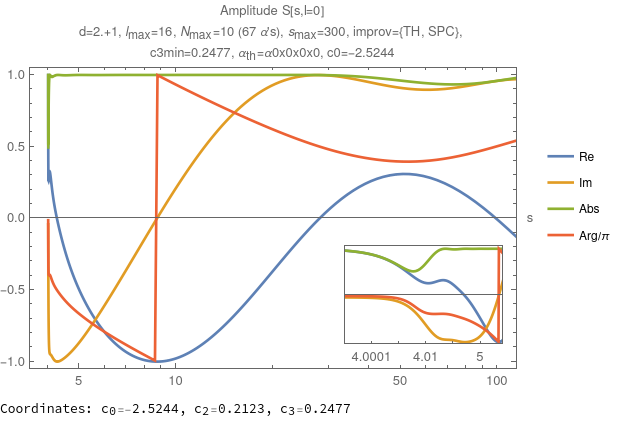 Amplitude S[s,l=0]
d=2.+1, lmax=16, Nmax=10 (67 α's), smax=300, improv={TH, SPC},
c3min=0.2477, αth=α0x0x0x0, c0=-2.5244
1.0
0.5
0.0
-0.5
-1.0
s
Re
Im
Abs
Arg/π
4.0001 4.01 5
5 10 50 100
Coordinates: c0=-2.5244, c2=0.2123, c3=0.2477